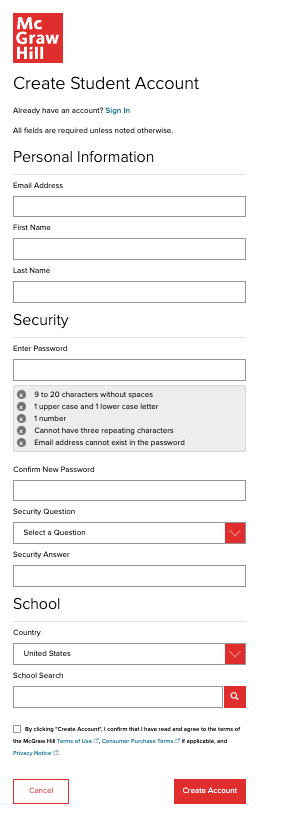 Mc
Graw
Hill
Create Student Account
Already have an account? Sign In
All fields are required unless noted otherwise.
Personal Information
Email Address
First Name
Last Name
Security
Enter Password
x 9 to 20 characters without spaces
x 1 upper case and 1 lower case letter
x 1 number
x Cannot have three repeating characters
x Email address cannot exist in the password
Confirm New Password
Security Question
Select a Question
Security Answer
School
Country
United States
School Search
By clicking "Create Account", I confirm that I have read and agree to the terms of
the McGraw Hill Terms of Use, Consumer Purchase Terms if applicable, and
Privacy Notice.
Cancel
Create Account